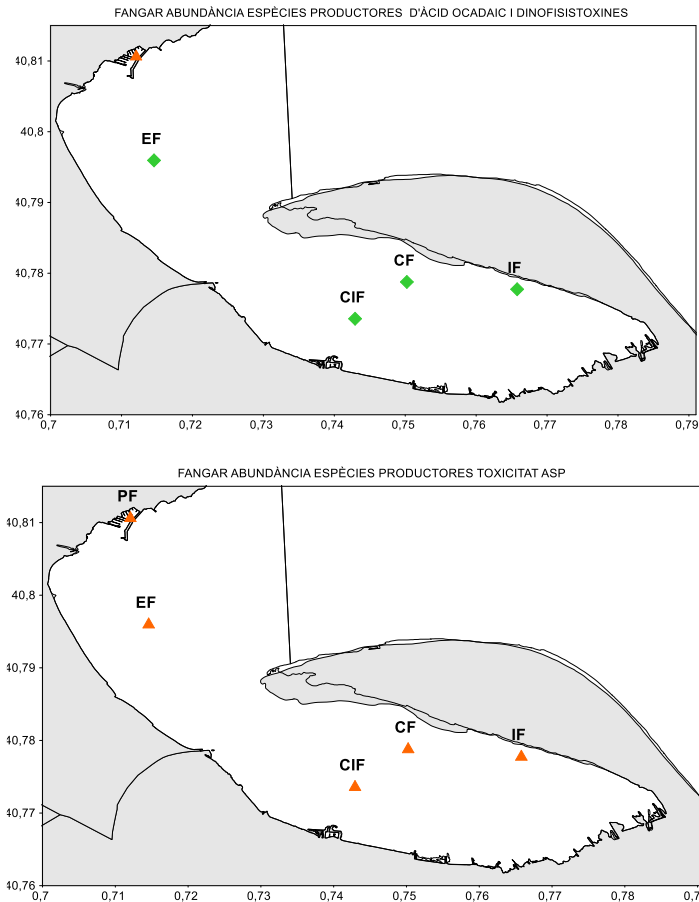 FANGAR ABUNDÀNCIA ESPÈCIES PRODUCTORES D'ÀCID OCADAIC I DINOFISISTOXINES
40,81
40,8
EF
40,79
CF
IF
40,78
CIF
40,77
40,76
0,7 0,71 0,72 0,73 0,74 0,75 0,76 0,77 0,78 0,79
FANGAR ABUNDÀNCIA ESPÈCIES PRODUCTORES TOXICITAT ASP
PF
40,81
40,8
EF
40,79
CF
IF
40,78
CIF
40,77
40,76
0,7 0,71 0,72 0,73 0,74 0,75 0,76 0,77 0,78